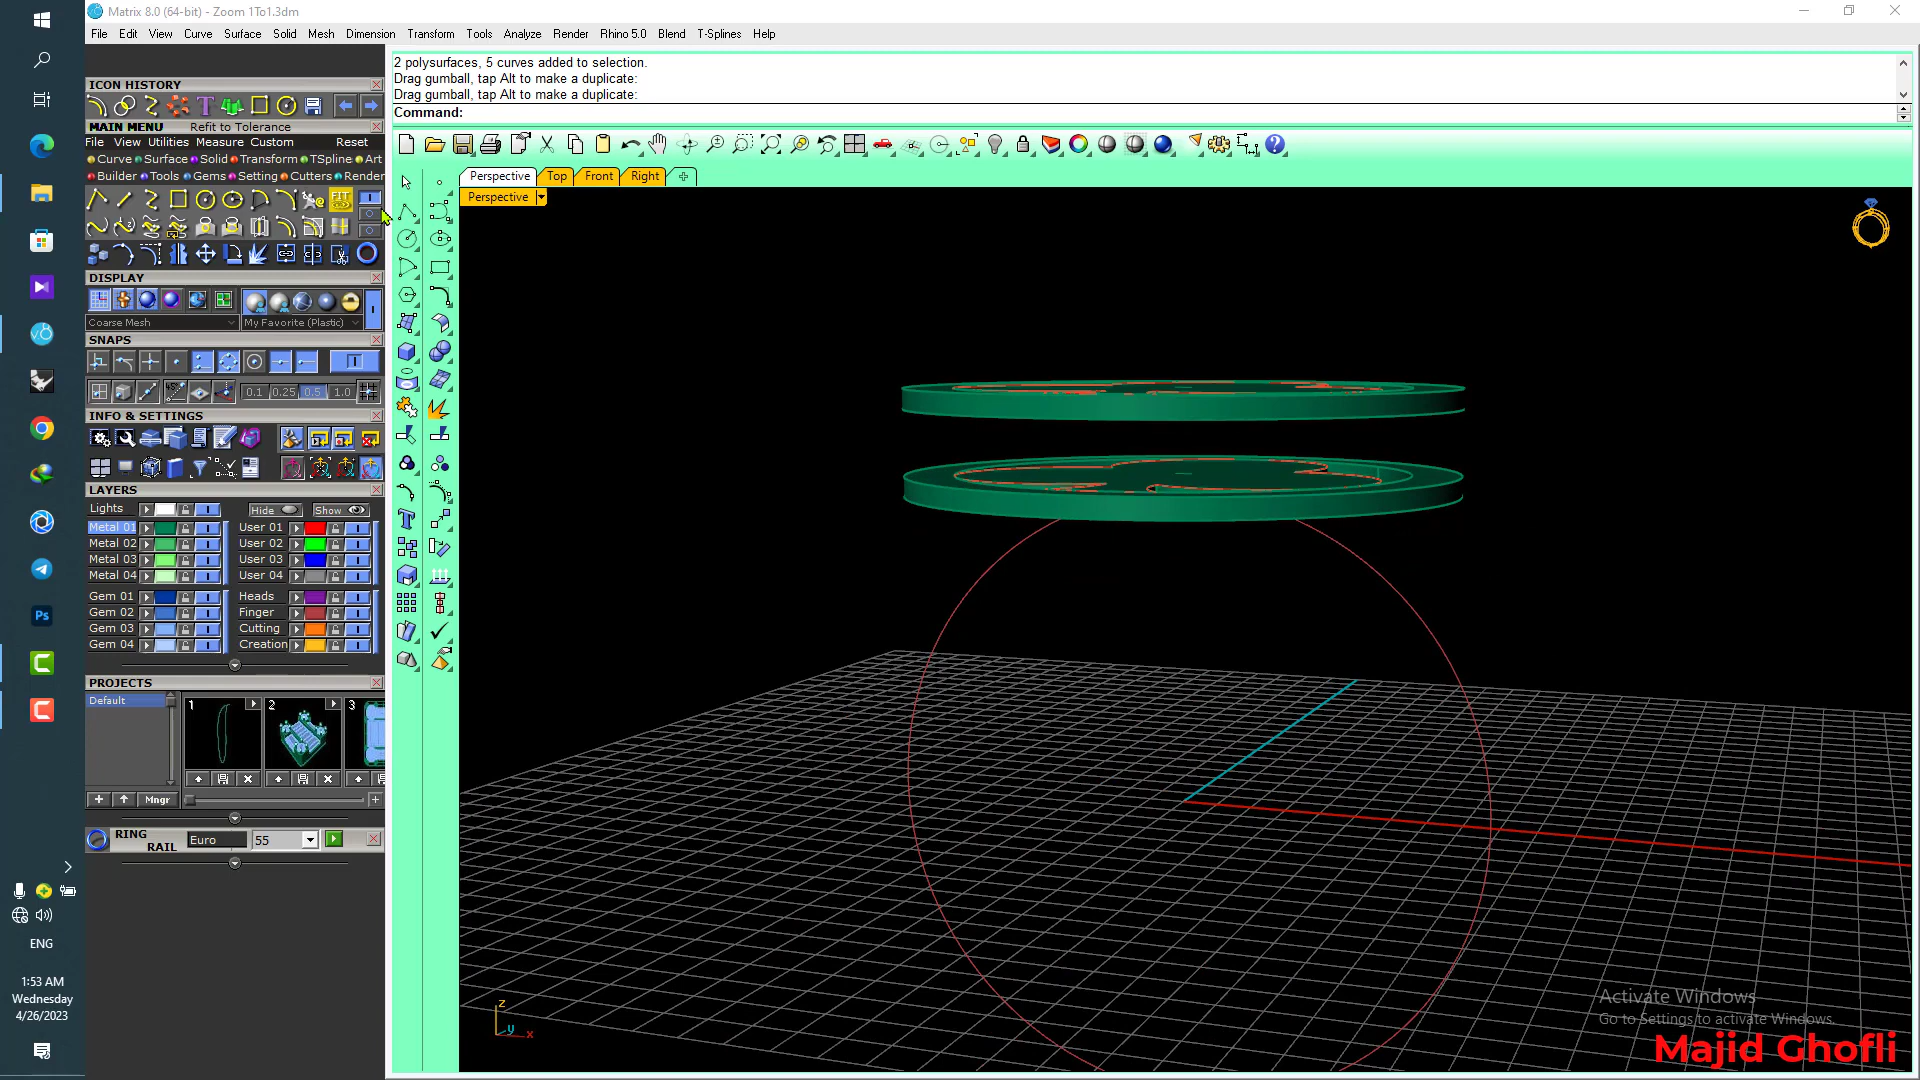 Matrix 8.0 (64-bit) - Zoom 1To1.3dm
File Edit View Curve Surface Solid Mesh Dimension Transform Tools Analyze Render Rhino 5.0 Blend T-Splines Help
2 polysurfaces, 5 curves added to selection.
Drag gumball, tap Alt to make a duplicate:
Drag gumball, tap Alt to make a duplicate:
Command:
ICON HISTORY
MAIN MENU Refit to Tolerance
File View Utilities Measure Custom Reset
Curve Surface Solid Transform TSpline Art
Builder Tools Gems Setting Cutters Render
FIT
DISPLAY
Coarse Mesh My Favorite (Plastic)
SNAPS
0.1 0.25 0.5 1.0
INFO & SETTINGS
LAYERS
Lights Hide Show
Metal 01 User 01
Metal 02 User 02
Metal 03 User 03
Metal 04 User 04
Gem 01 Heads
Gem 02 Finger
Gem 03 Cutting
Gem 04 Creation
PROJECTS
Default 1 2 3
Mngr
RING RAIL Euro 55
Perspective Top Front Right
Perspective
z
y
x
Ps
ENG
1:53 AM
Wednesday
4/26/2023
Activate Windows
Go to Settings to activate Windows.
Majid Ghofli